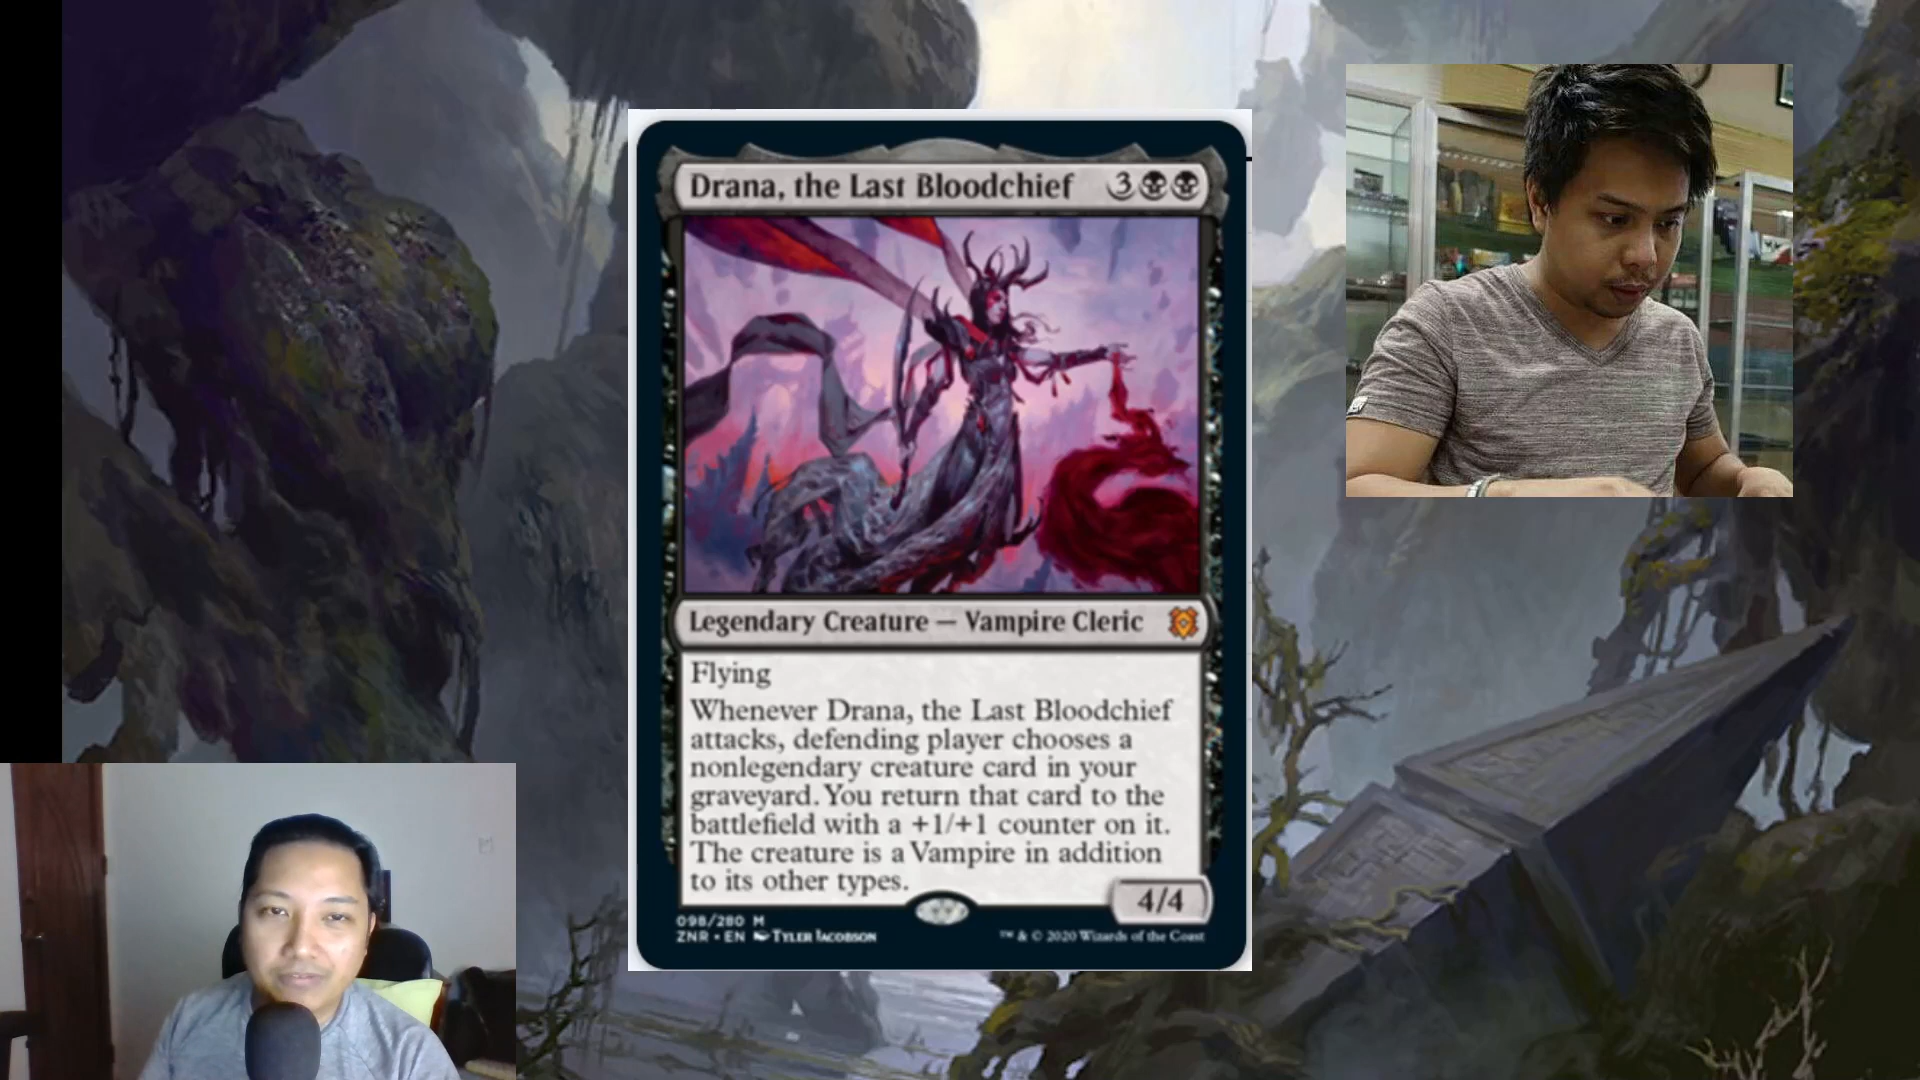 Drana, the Last Bloodchief 3
Legendary Creature — Vampire Cleric
Flying
Whenever Drana, the Last Bloodchief
attacks, defending player chooses a
nonlegendary creature card in your
graveyard. You return that card to the
battlefield with a +1/+1 counter on it.
The creature is a Vampire in addition
to its other types.
4/4
098/280 M
ZNR • EN Tyler Jacobson
™ & © 2020 Wizards of the Coast